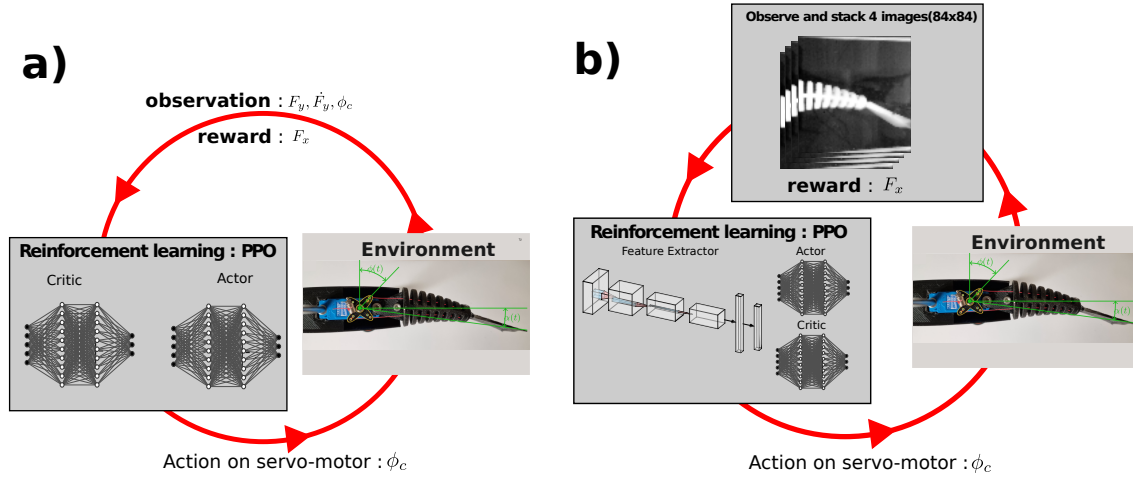 a)
observation : F_y, Ḟ_y, ϕ_c
reward : F_x
Reinforcement learning : PPO
Critic
Actor
Environment
ϕ(t)
α(t)
Action on servo-motor : ϕ_c
b)
Observe and stack 4 images(84x84)
reward : F_x
Reinforcement learning : PPO
Feature Extractor
Actor
Critic
Environment
ϕ(t)
α(t)
Action on servo-motor : ϕ_c